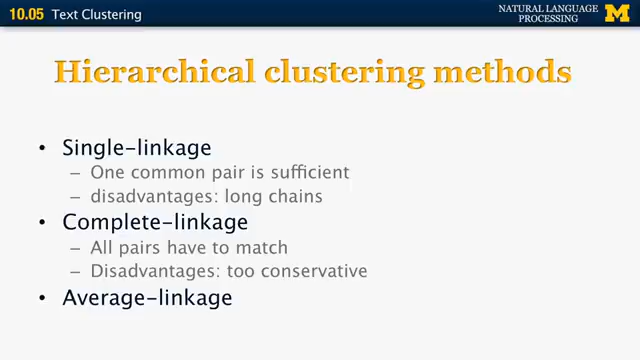 10.05 Text Clustering
NATURAL LANGUAGE
PROCESSING
M
Hierarchical clustering methods
• Single-linkage
– One common pair is sufficient
– disadvantages: long chains
• Complete-linkage
– All pairs have to match
– Disadvantages: too conservative
• Average-linkage